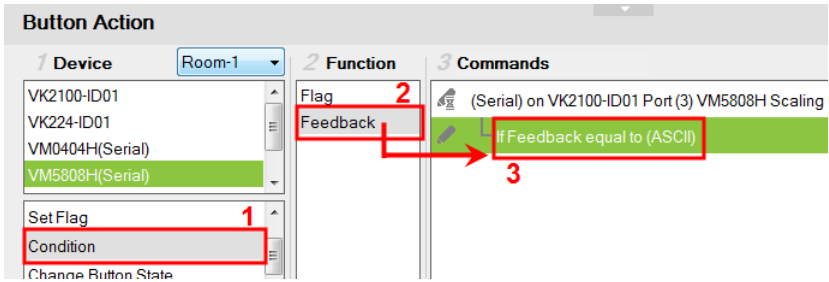 Button Action
1 Device
Room-1
2 Function
3 Commands
VK2100-ID01
VK224-ID01
VM0404H(Serial)
VM5808H(Serial)
Set Flag
1
Condition
Change Button State
Flag
2
Feedback
(Serial) on VK2100-ID01 Port (3) VM5808H Scaling
If Feedback equal to (ASCII)
3